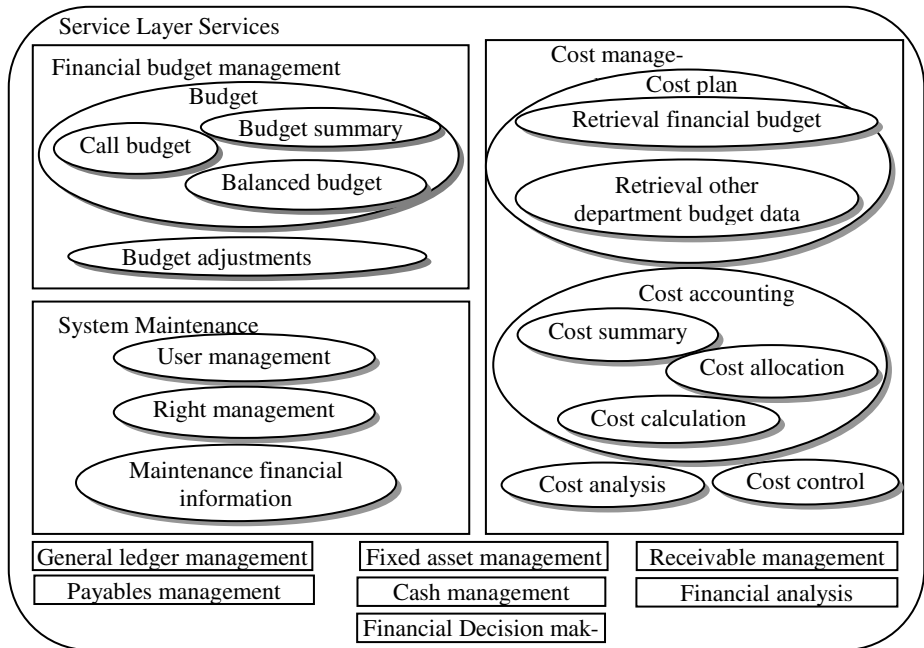 Service Layer Services
Financial budget management
Budget
Budget summary
Call budget
Balanced budget
Budget adjustments
System Maintenance
User management
Right management
Maintenance financial
information
Cost manage-
Cost plan
Retrieval financial budget
Retrieval other
department budget data
Cost accounting
Cost summary
Cost allocation
Cost calculation
Cost analysis
Cost control
General ledger management
Fixed asset management
Receivable management
Payables management
Cash management
Financial analysis
Financial Decision mak-